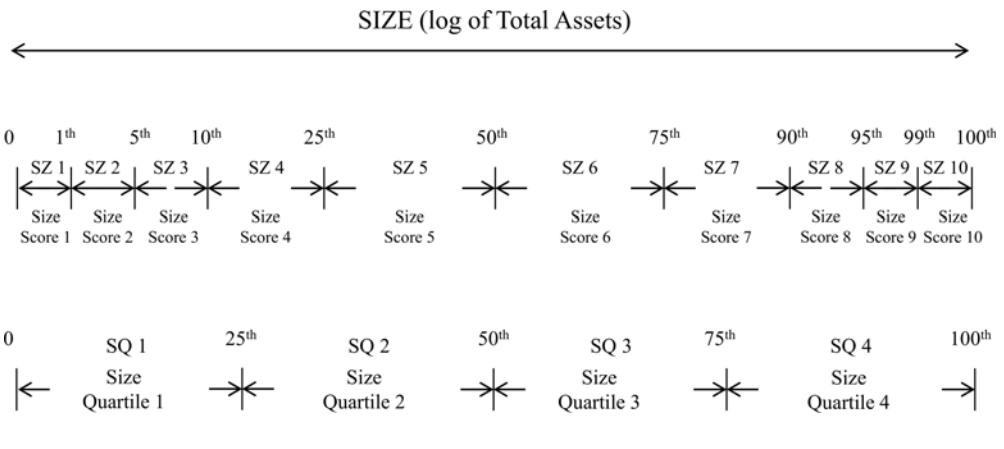 SIZE (log of Total Assets)
0 1th 5th 10th 25th 50th 75th 90th 95th 99th 100th
SZ 1 SZ 2 SZ 3 SZ 4 SZ 5 SZ 6 SZ 7 SZ 8 SZ 9 SZ 10
Size Size Size Size Size Size Size Size Size Size
Score 1 Score 2 Score 3 Score 4 Score 5 Score 6 Score 7 Score 8 Score 9 Score 10
0 25th 50th 75th 100th
SQ 1 SQ 2 SQ 3 SQ 4
Size Size Size Size
Quartile 1 Quartile 2 Quartile 3 Quartile 4